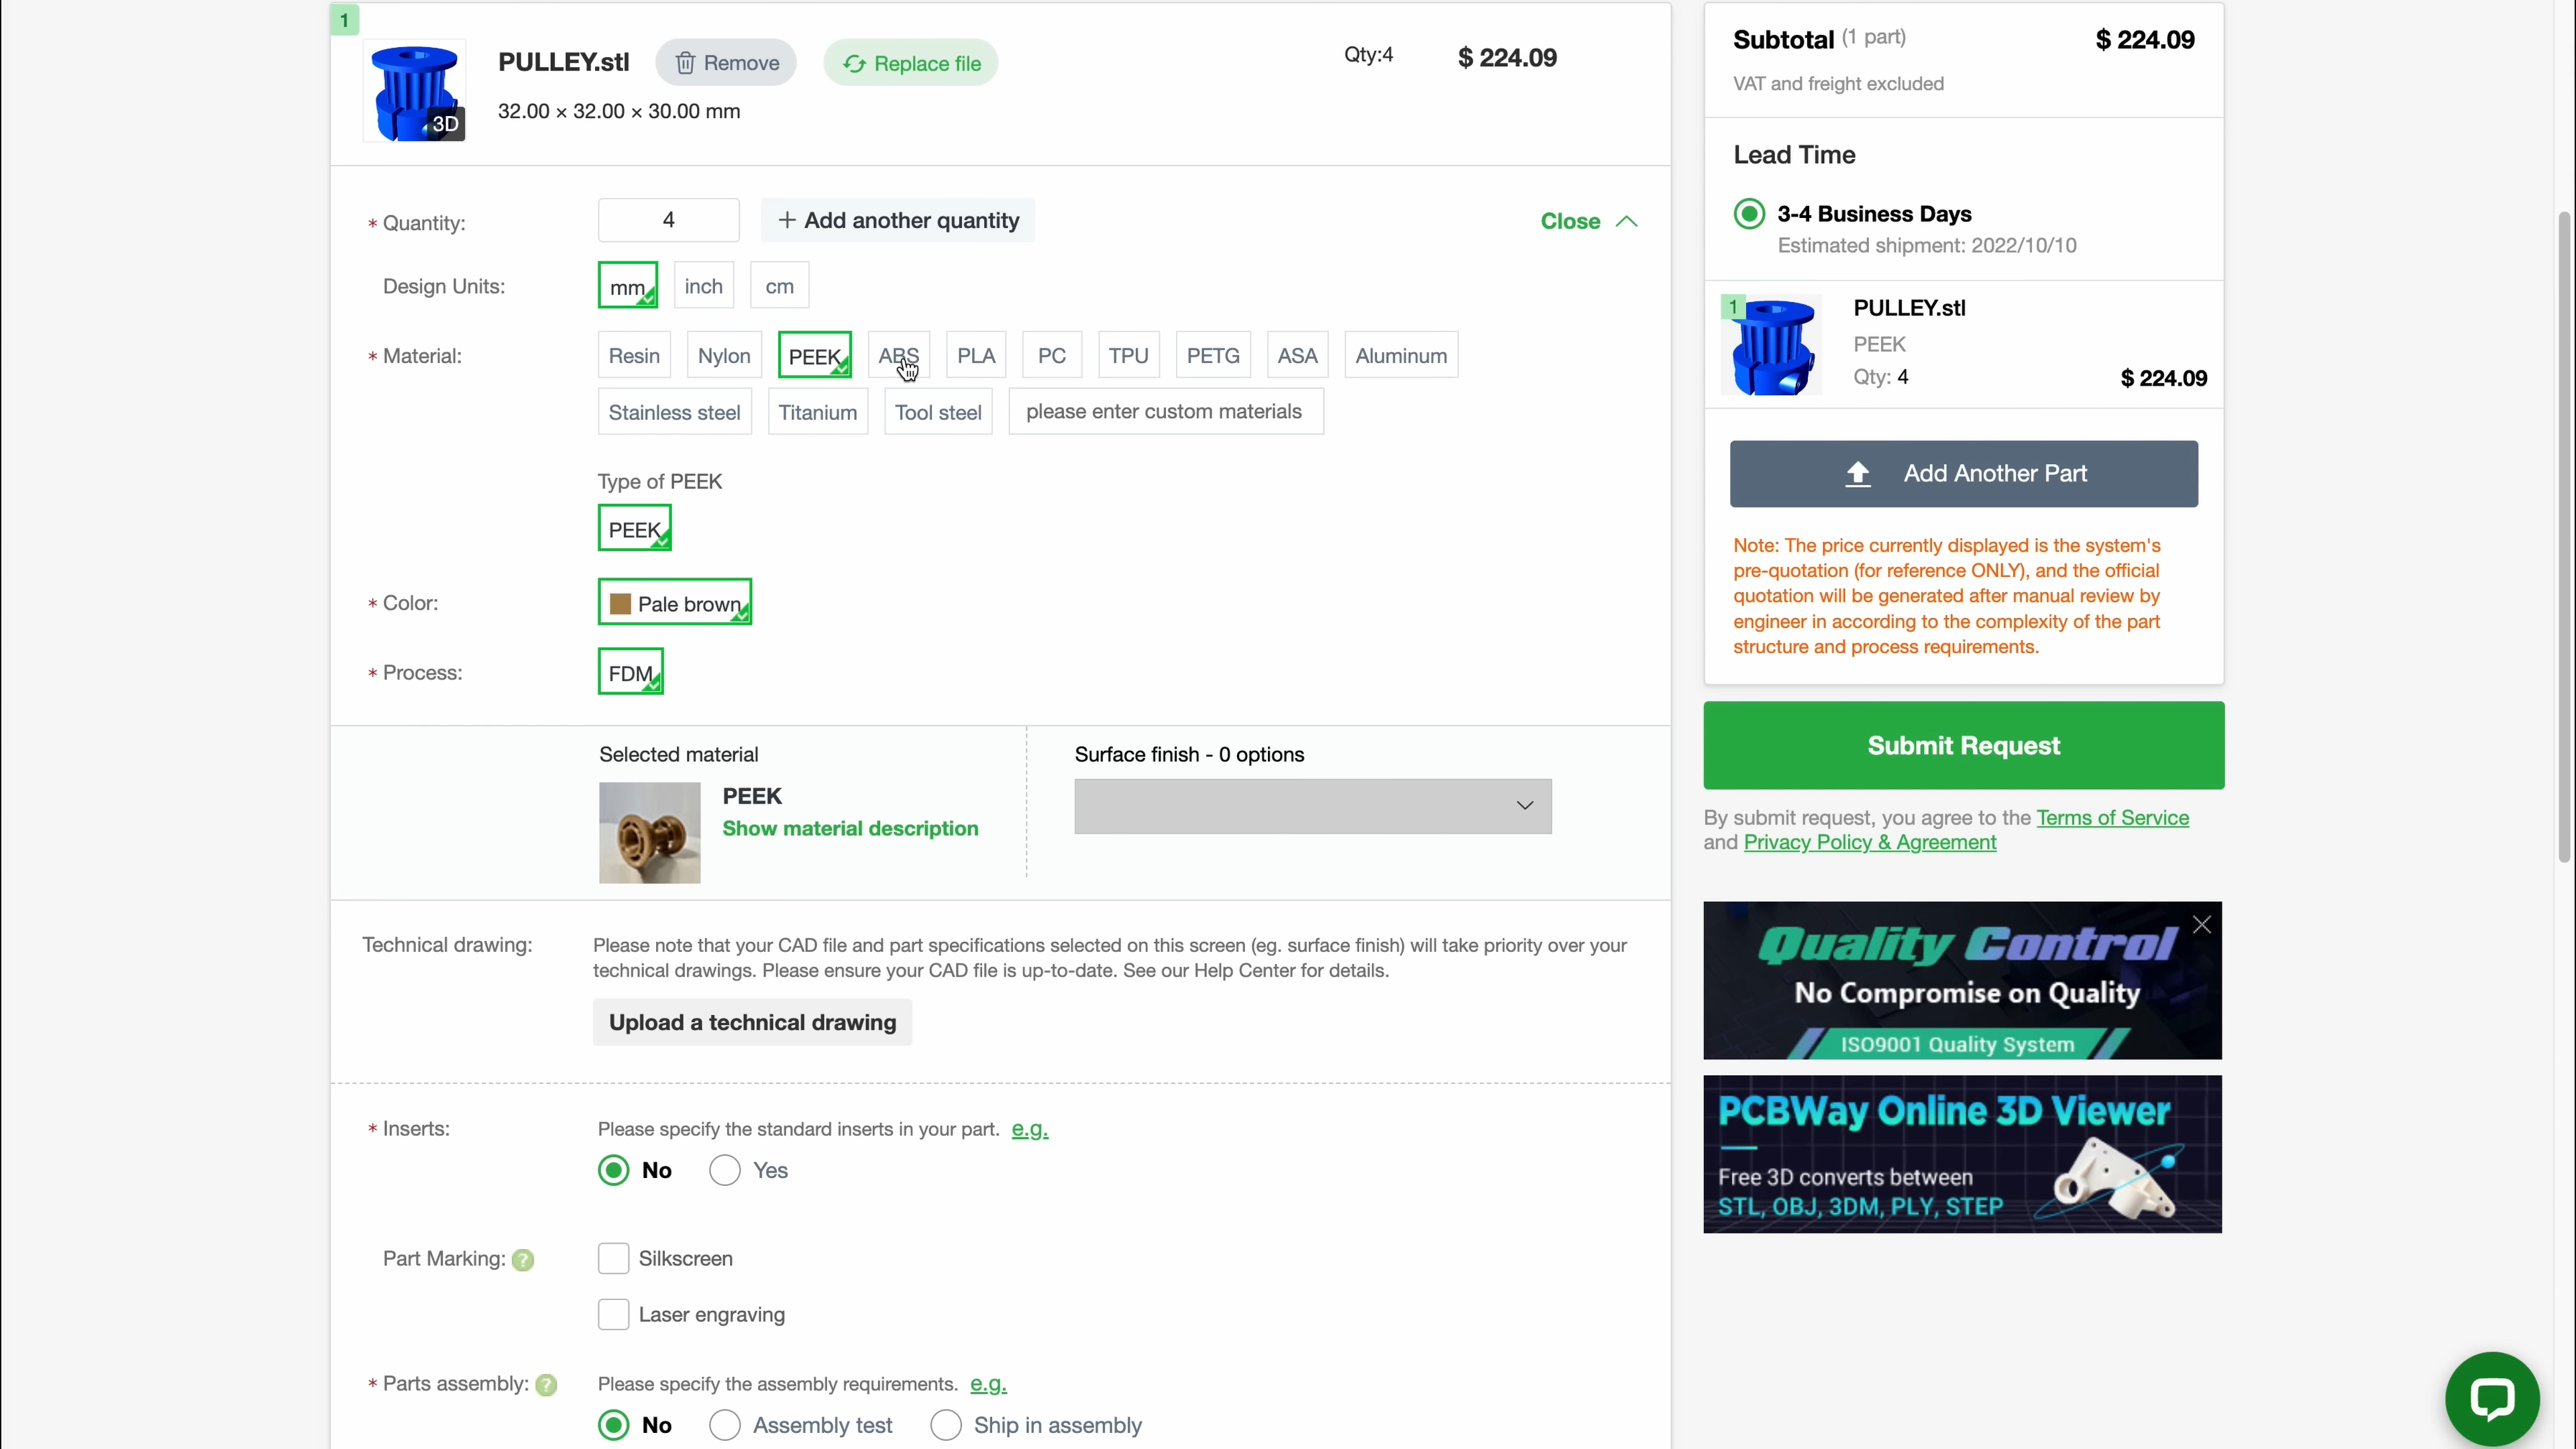 1
PULLEY.stl
Remove
Replace file
Qty:4
$ 224.09
3D
32.00 × 32.00 × 30.00 mm
* Quantity:
4
+ Add another quantity
Close
Design Units:
mm
inch
cm
* Material:
Resin
Nylon
PEEK
ABS
PLA
PC
TPU
PETG
ASA
Aluminum
Stainless steel
Titanium
Tool steel
please enter custom materials
Type of PEEK
PEEK
* Color:
Pale brown
* Process:
FDM
Selected material
PEEK
Show material description
Surface finish - 0 options
Technical drawing:
Please note that your CAD file and part specifications selected on this screen (eg. surface finish) will take priority over your
technical drawings. Please ensure your CAD file is up-to-date. See our Help Center for details.
Upload a technical drawing
* Inserts:
Please specify the standard inserts in your part. e.g.
No
Yes
Part Marking: ?
Silkscreen
Laser engraving
* Parts assembly: ?
Please specify the assembly requirements. e.g.
No
Assembly test
Ship in assembly
Subtotal (1 part)
$ 224.09
VAT and freight excluded
Lead Time
3-4 Business Days
Estimated shipment: 2022/10/10
1
PULLEY.stl
PEEK
Qty: 4
$ 224.09
Add Another Part
Note: The price currently displayed is the system's
pre-quotation (for reference ONLY), and the official
quotation will be generated after manual review by
engineer in according to the complexity of the part
structure and process requirements.
Submit Request
By submit request, you agree to the Terms of Service
and Privacy Policy & Agreement
Quality Control
No Compromise on Quality
ISO9001 Quality System
PCBWay Online 3D Viewer
Free 3D converts between
STL, OBJ, 3DM, PLY, STEP